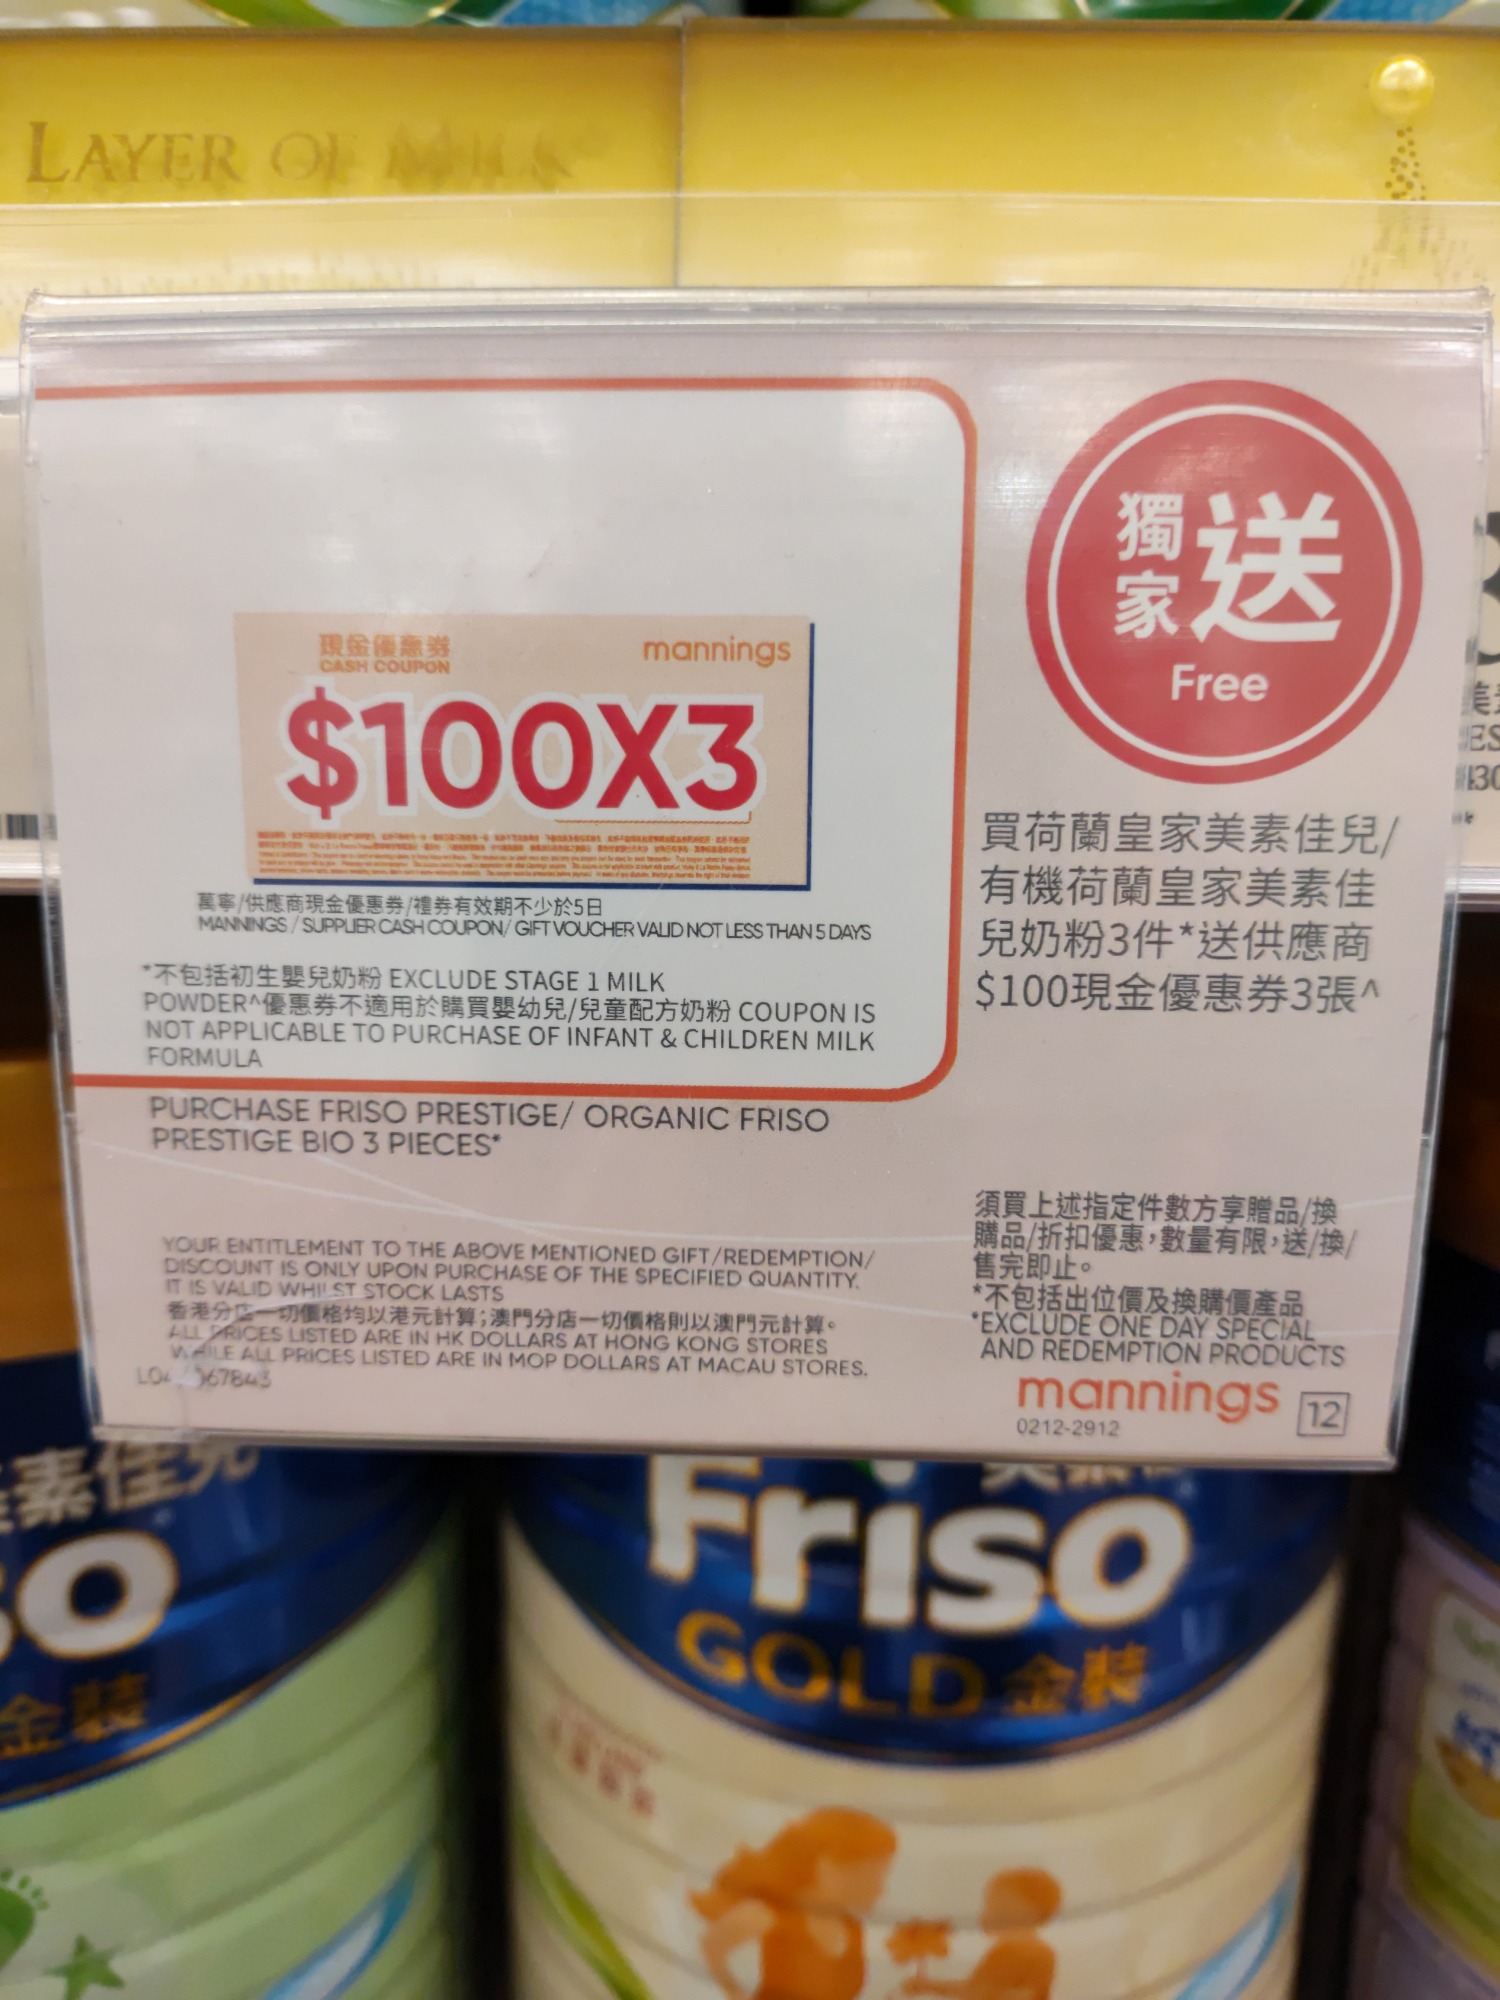 LAYER OF MILK
獨家 送
Free
現金優惠券
CASH COUPON
mannings
$100X3
萬寧/供應商現金優惠券/禮券有效期不少於5日
MANNINGS / SUPPLIER CASH COUPON/ GIFT VOUCHER VALID NOT LESS THAN 5 DAYS
*不包括初生嬰兒奶粉 EXCLUDE STAGE 1 MILK
POWDER^優惠券不適用於購買嬰幼兒/兒童配方奶粉 COUPON IS
NOT APPLICABLE TO PURCHASE OF INFANT & CHILDREN MILK
FORMULA
買荷蘭皇家美素佳兒/
有機荷蘭皇家美素佳
兒奶粉3件*送供應商
$100現金優惠券3張^
PURCHASE FRISO PRESTIGE/ ORGANIC FRISO
PRESTIGE BIO 3 PIECES*
YOUR ENTITLEMENT TO THE ABOVE MENTIONED GIFT/REDEMPTION/
DISCOUNT IS ONLY UPON PURCHASE OF THE SPECIFIED QUANTITY.
IT IS VALID WHILST STOCK LASTS
香港分店一切價格均以港元計算;澳門分店一切價格則以澳門元計算。
ALL PRICES LISTED ARE IN HK DOLLARS AT HONG KONG STORES
WHILE ALL PRICES LISTED ARE IN MOP DOLLARS AT MACAU STORES.
須買上述指定件數方享贈品/換
購品/折扣優惠，數量有限，送/換/
售完即止。
*不包括出位價及換購價產品
*EXCLUDE ONE DAY SPECIAL
AND REDEMPTION PRODUCTS
mannings 12
0212-2912
素佳兒
Friso
GOLD 金裝
金裝